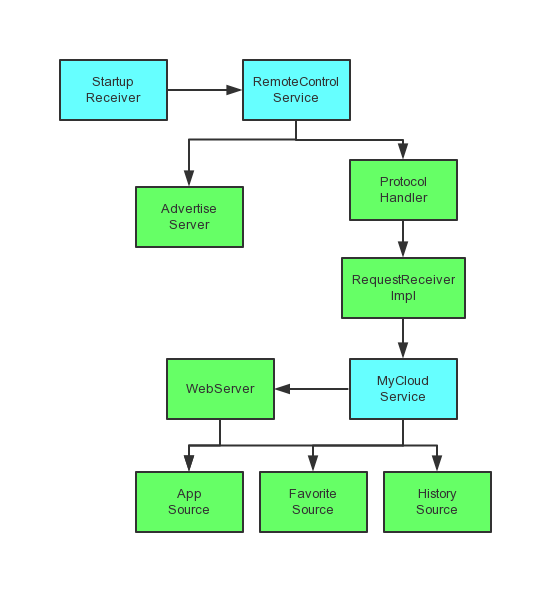 Startup
Receiver
RemoteControl
Service
Advertise
Server
Protocol
Handler
RequestReceiver
Impl
WebServer
MyCloud
Service
App
Source
Favorite
Source
History
Source